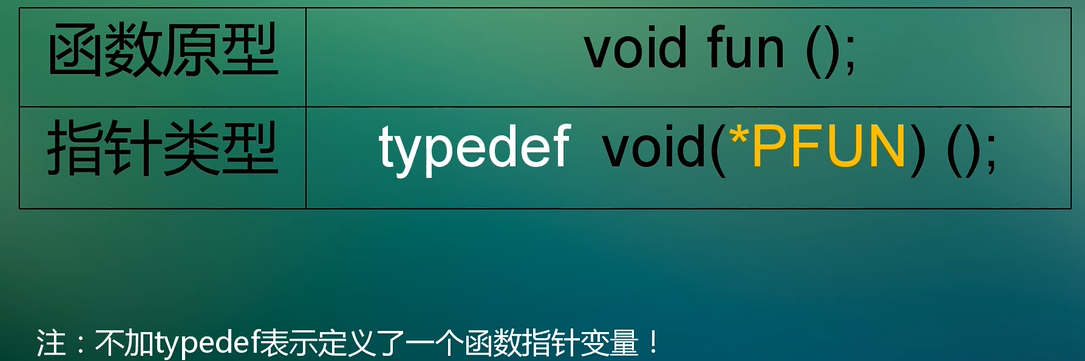 函数原型
void fun ();
指针类型
typedef void(*PFUN) ();
注：不加typedef表示定义了一个函数指针变量！